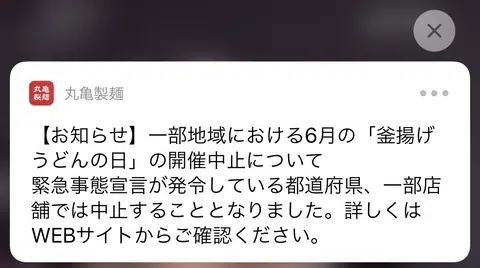 丸亀
製麺
丸亀製麺
【お知らせ】一部地域における6月の「釜揚げ
うどんの日」の開催中止について
緊急事態宣言が発令している都道府県、一部店
舗では中止することとなりました。詳しくは
WEBサイトからご確認ください。